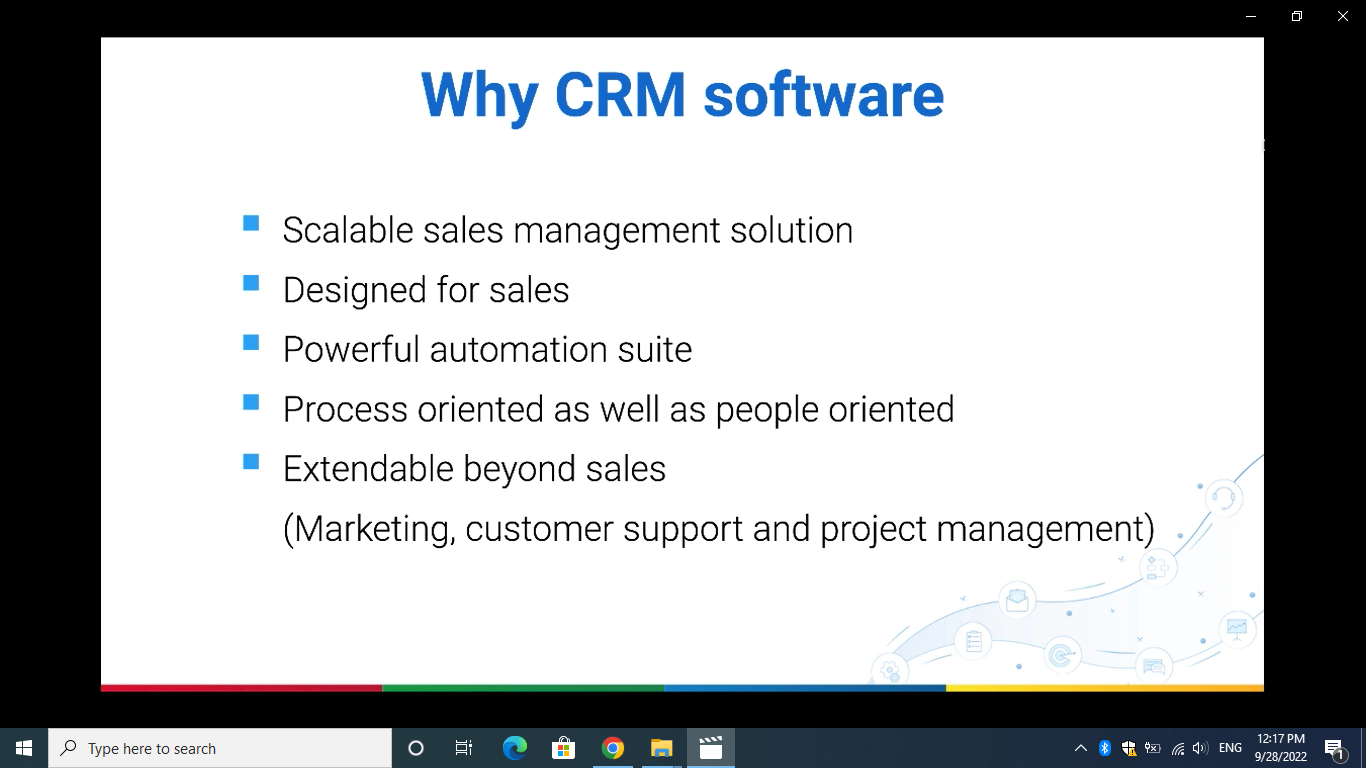 Why CRM software
Scalable sales management solution
Designed for sales
Powerful automation suite
Process oriented as well as people oriented
Extendable beyond sales
(Marketing, customer support and project management)
Type here to search
ENG
12:17 PM
9/28/2022
1